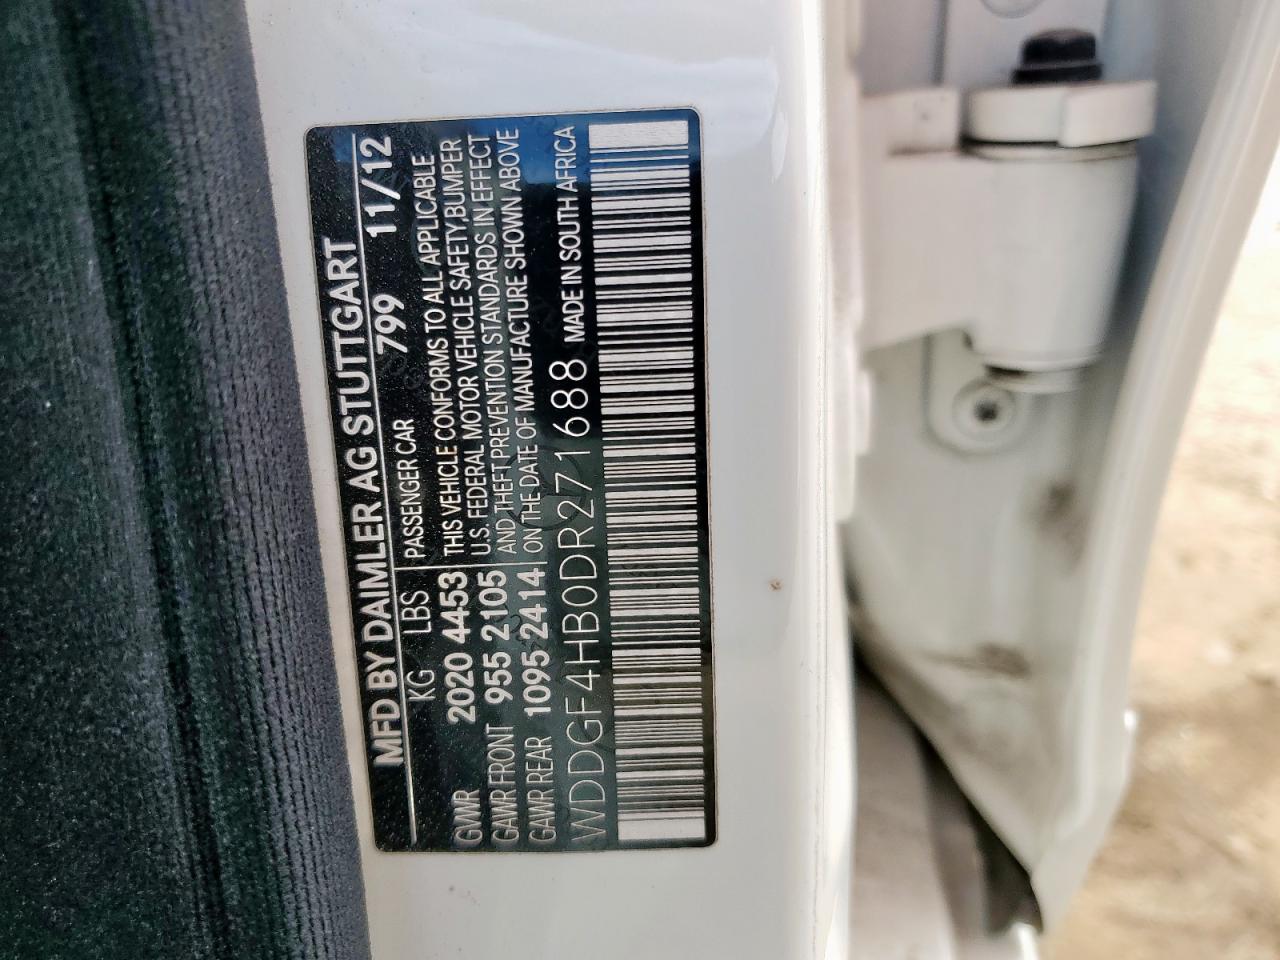 MFD BY DAIMLER AG STUTTGART
KG LBS PASSENGER CAR 799 11/12
GVWR 2020 4453 THIS VEHICLE CONFORMS TO ALL APPLICABLE
U.S. FEDERAL MOTOR VEHICLE SAFETY,BUMPER
GAWR FRONT 955 2105 AND THEFT PREVENTION STANDARDS IN EFFECT
GAWR REAR 1095 2414 ON THE DATE OF MANUFACTURE SHOWN ABOVE
WDDGF4HB0DR271688 MADE IN SOUTH AFRICA